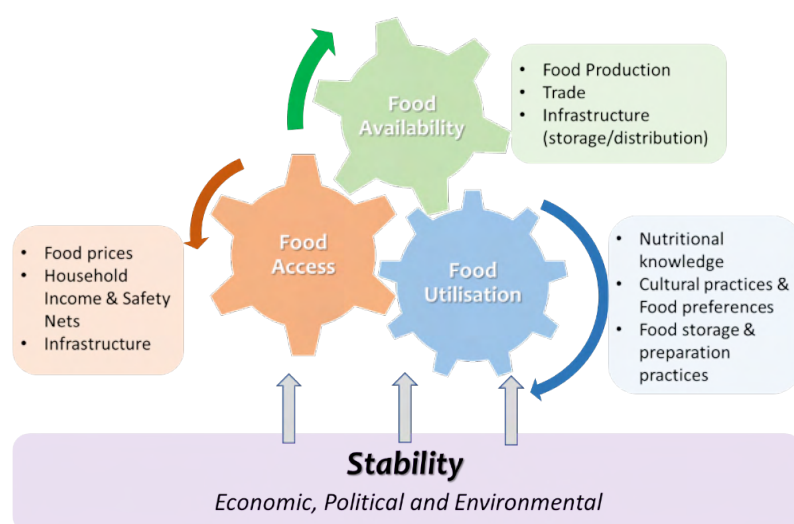 Food
Availability
• Food Production
• Trade
• Infrastructure
(storage/distribution)
Food
Access
• Food prices
• Household
Income & Safety
Nets
• Infrastructure
Food
Utilisation
• Nutritional
knowledge
• Cultural practices &
Food preferences
• Food storage &
preparation
practices
Stability
Economic, Political and Environmental